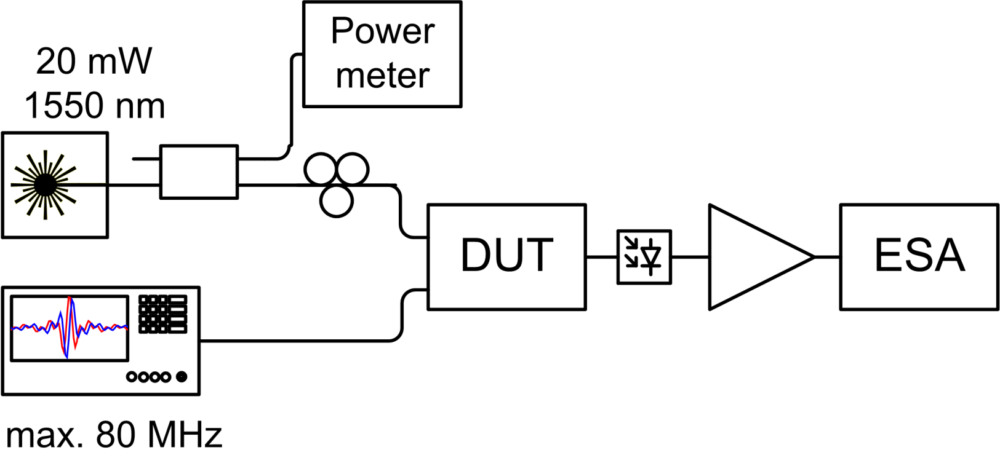 Power
meter
20 mW
1550 nm
DUT
ESA
max. 80 MHz